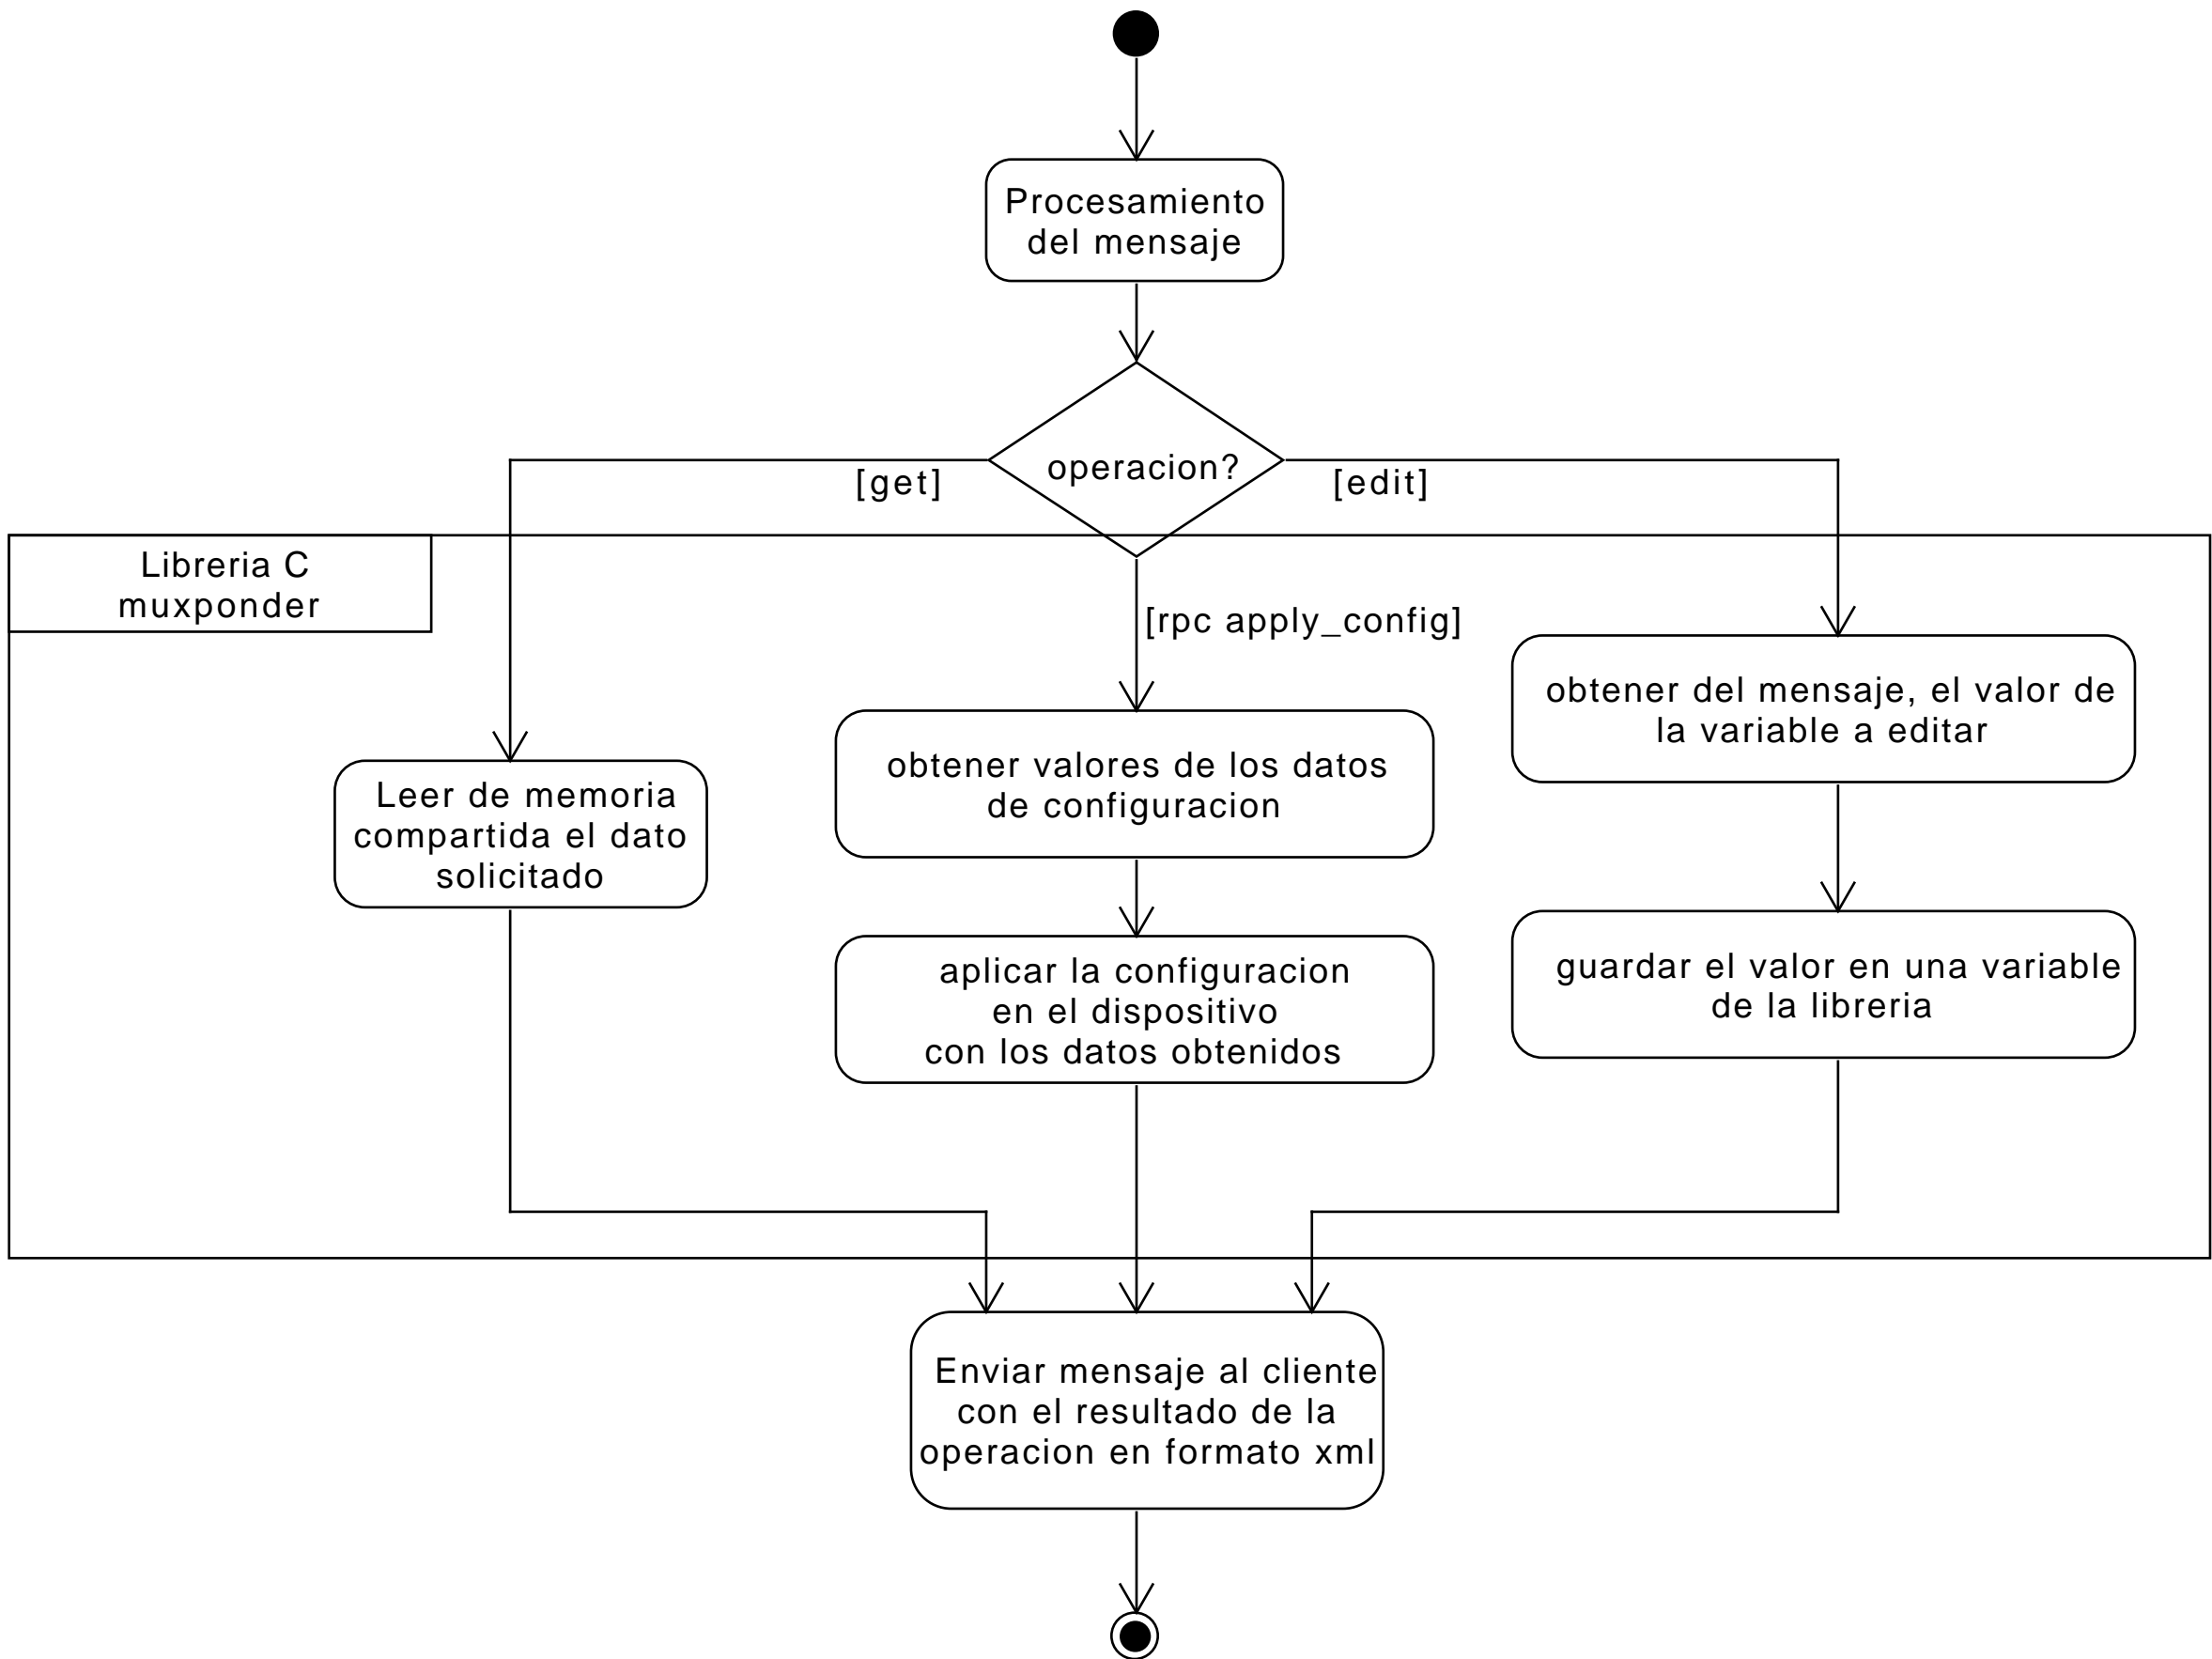 Procesamiento
del mensaje
operacion?
[get]
[edit]
Libreria C
muxponder
[rpc apply_config]
obtener del mensaje, el valor de
la variable a editar
obtener valores de los datos
de configuracion
Leer de memoria
compartida el dato
solicitado
guardar el valor en una variable
de la libreria
aplicar la configuracion
en el dispositivo
con los datos obtenidos
Enviar mensaje al cliente
con el resultado de la
operacion en formato xml